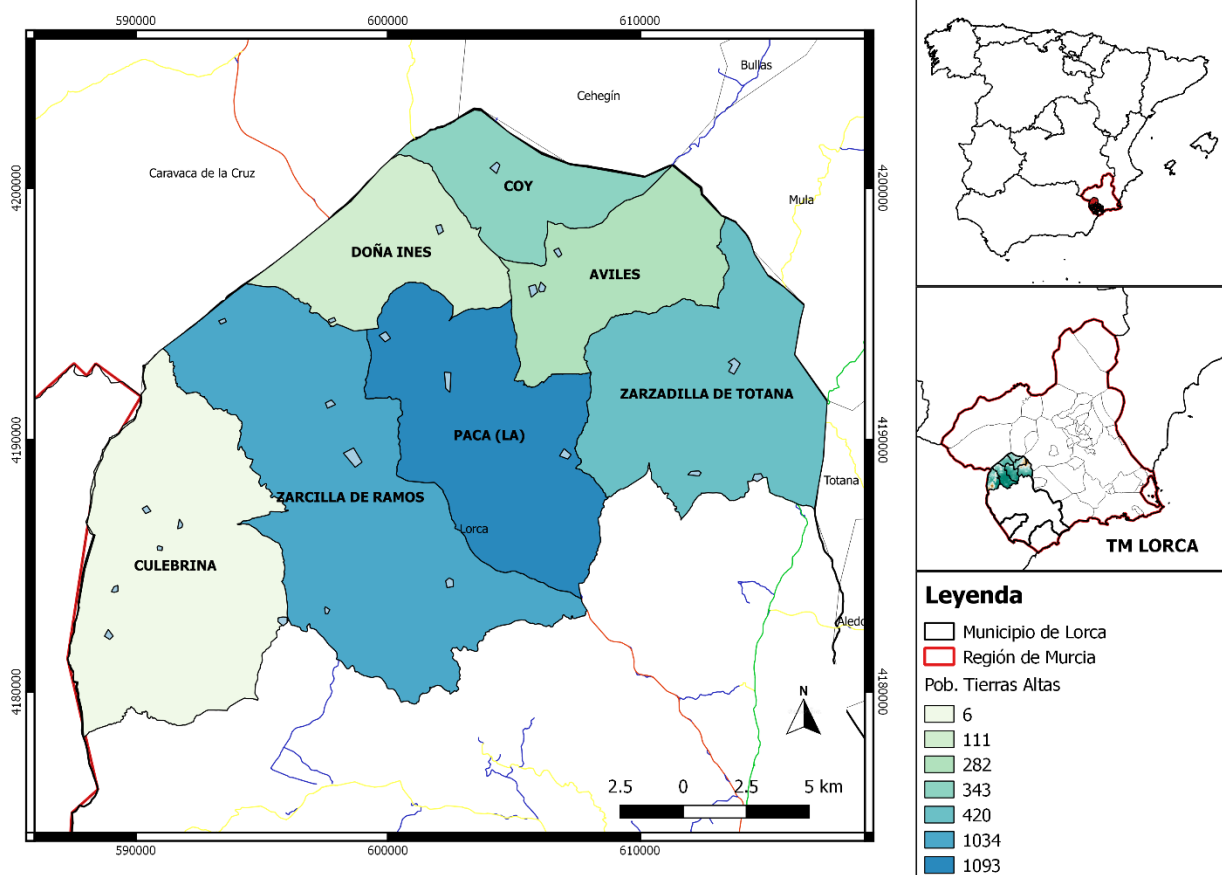 590000
600000
610000
Bullas
Cehegín
Caravaca de la Cruz
4200000
4200000
COY
Mula
DOÑA INES
AVILES
ZARZADILLA DE TOTANA
4190000
PACA (LA)
4190000
Totana
ZARCILLA DE RAMOS
Lorca
CULEBRINA
Aledo
4180000
N
4180000
2.5 0 2.5 5 km
590000
600000
610000
TM LORCA
Leyenda
Municipio de Lorca
Región de Murcia
Pob. Tierras Altas
6
111
282
343
420
1034
1093